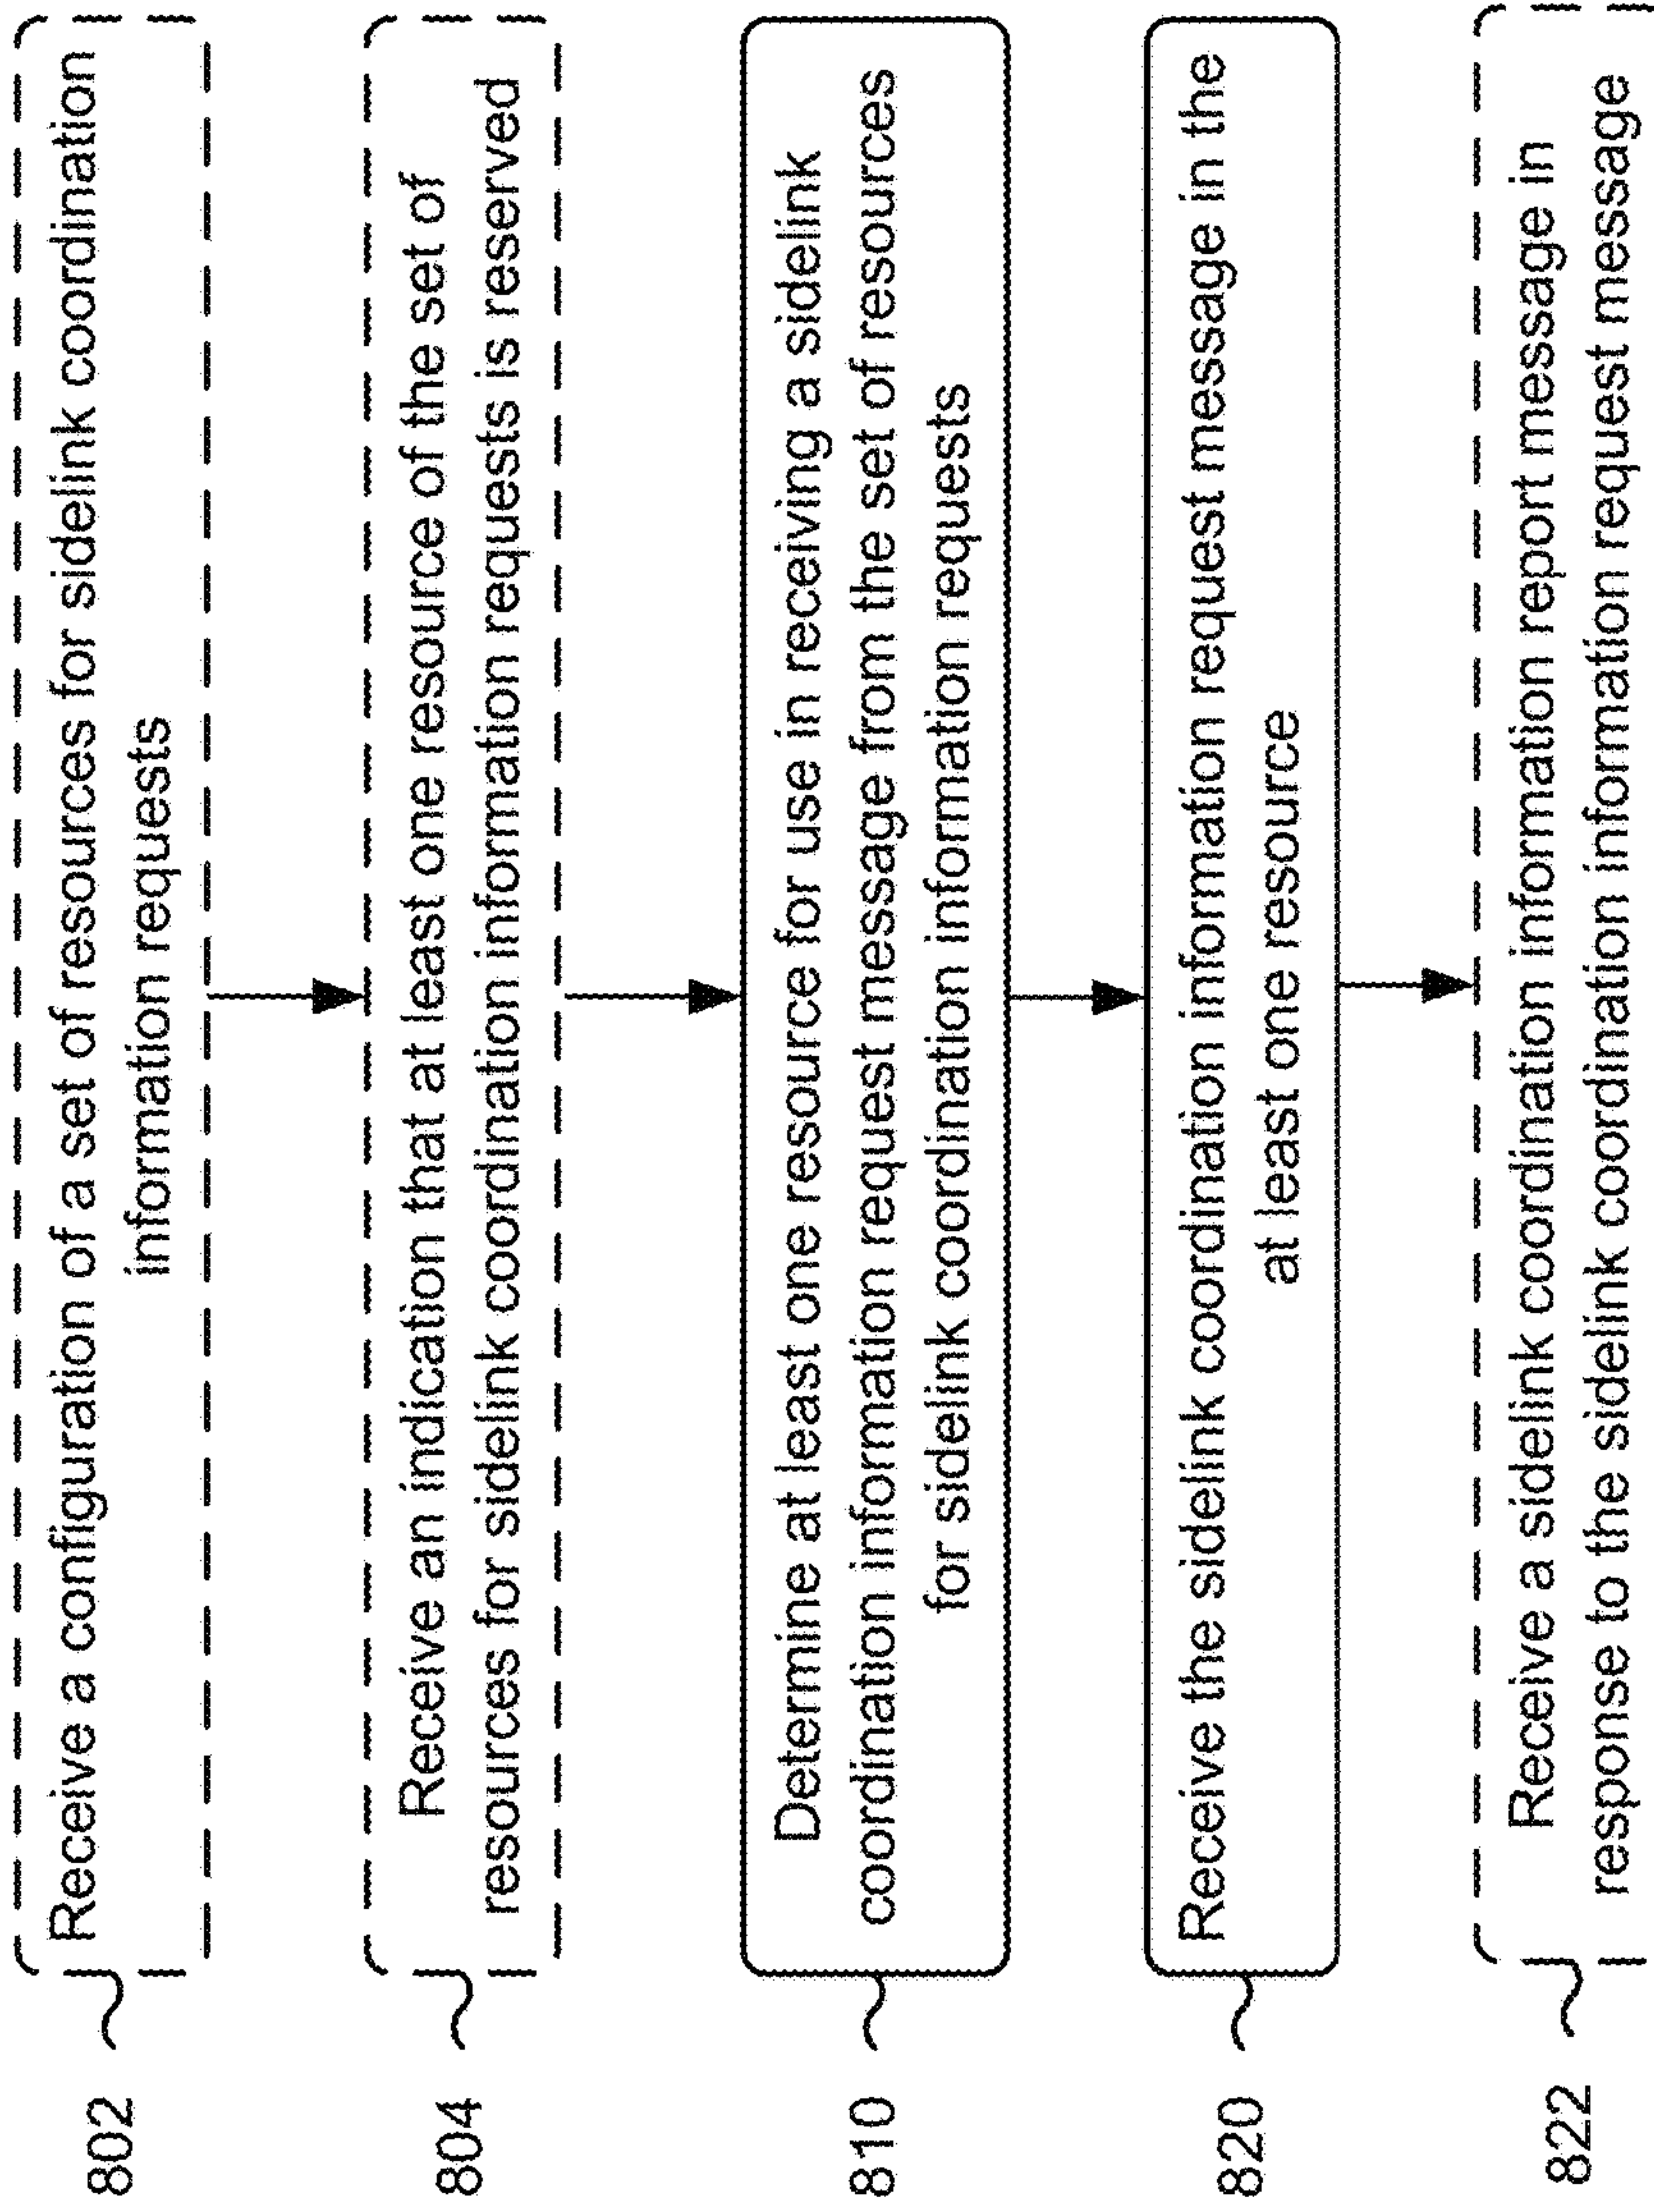 802
Receive a configuration of a set of resources for sidelink coordination
information requests
804
Receive an indication that at least one resource of the set of
resources for sidelink coordination information requests is reserved
810
Determine at least one resource for use in receiving a sidelink
coordination information request message from the set of resources
for sidelink coordination information requests
820
Receive the sidelink coordination information request message in the
at least one resource
822
Receive a sidelink coordination information report message in
response to the sidelink coordination information request message